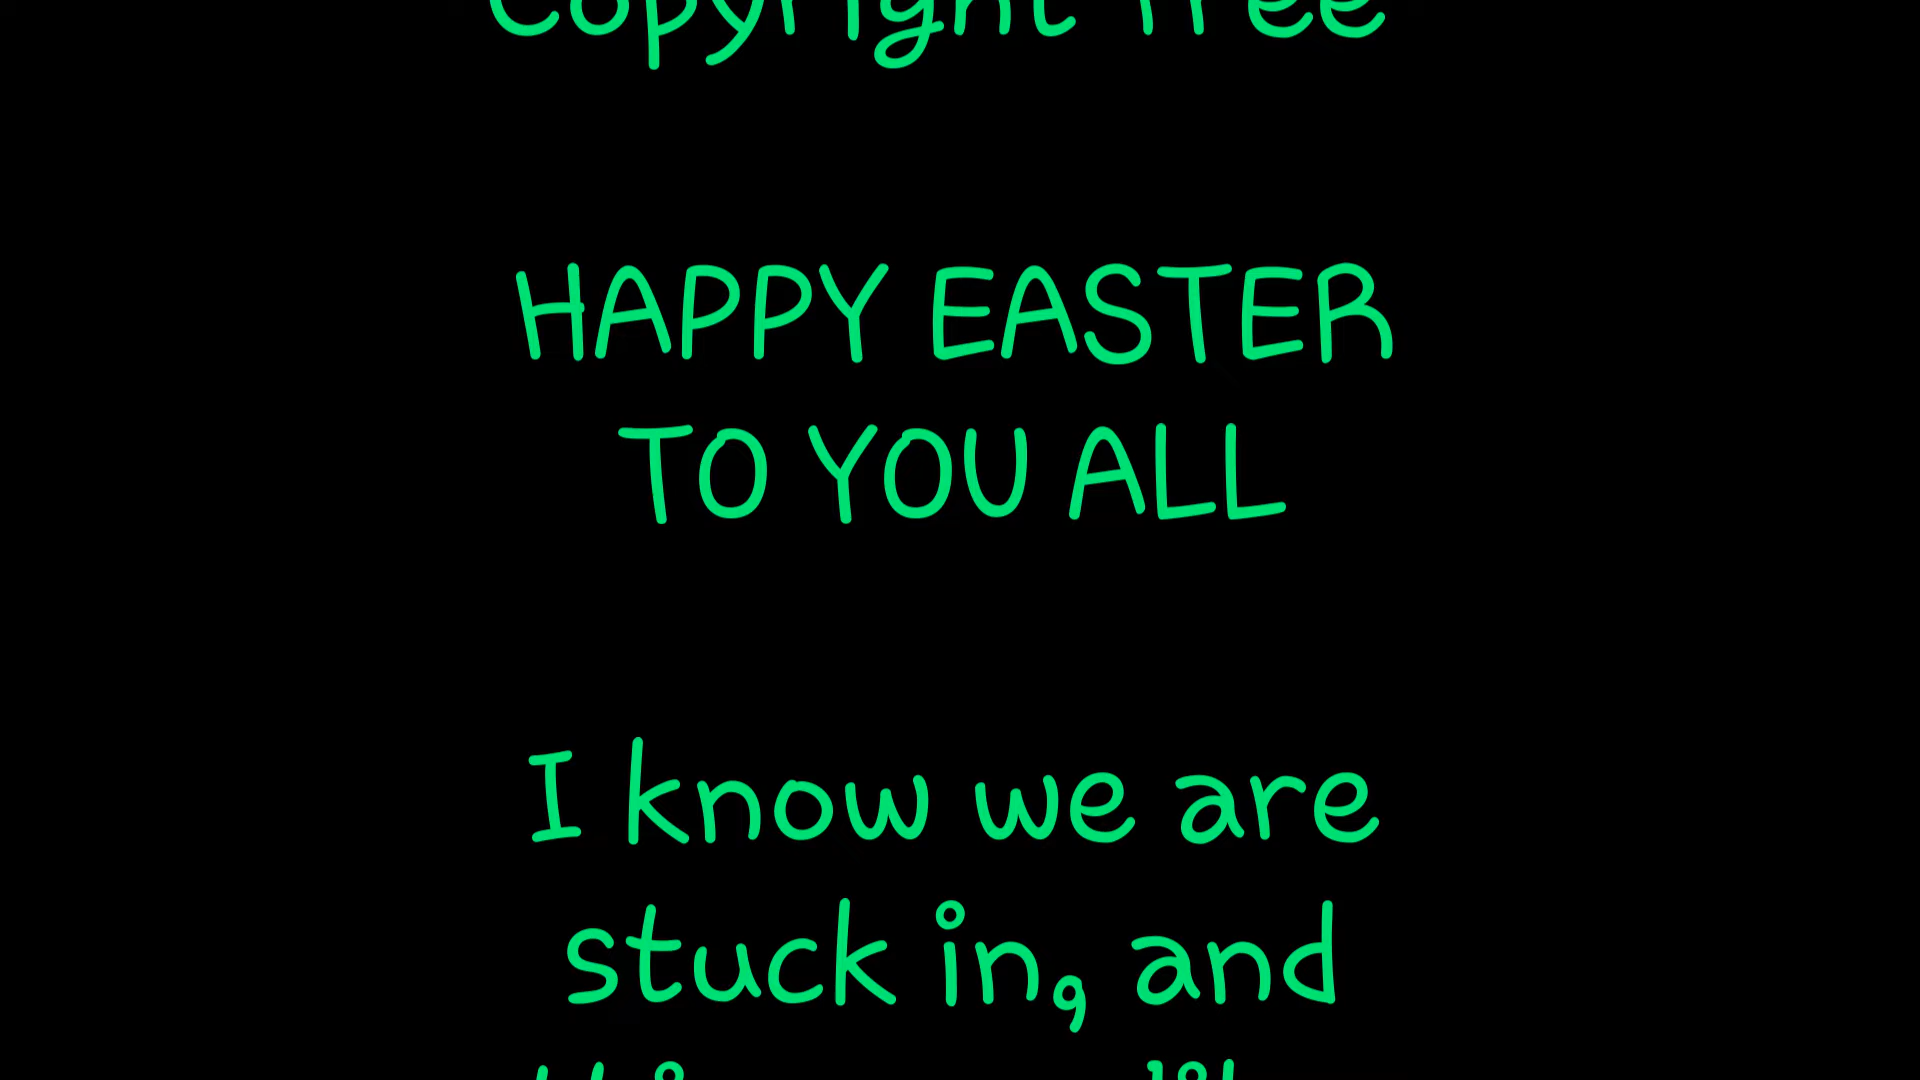 Copyright free
HAPPY EASTER
TO YOU ALL
I know we are
stuck in, and